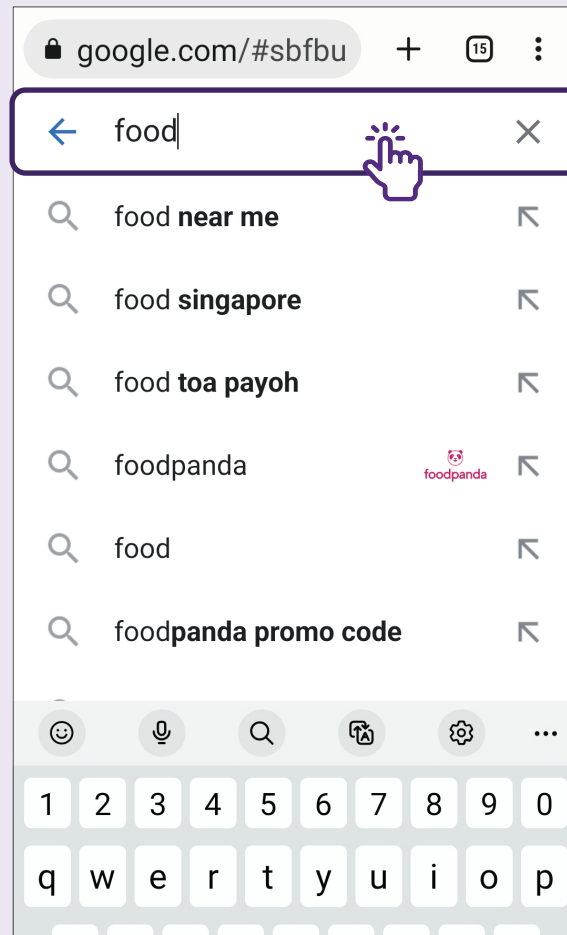 google.com/#sbfbu
15
food
food near me
food singapore
food toa payoh
foodpanda
foodpanda
food
foodpanda promo code
1 2 3 4 5 6 7 8 9 0
q w e r t y u i o p